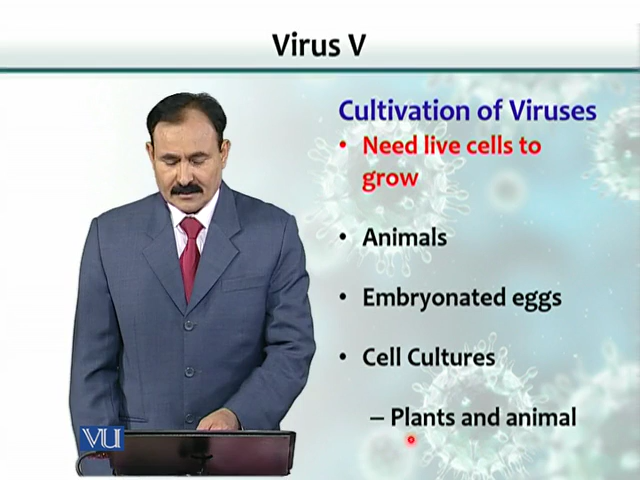 Virus V
Cultivation of Viruses
• Need live cells to
grow
• Animals
• Embryonated eggs
• Cell Cultures
– Plants and animal
VU